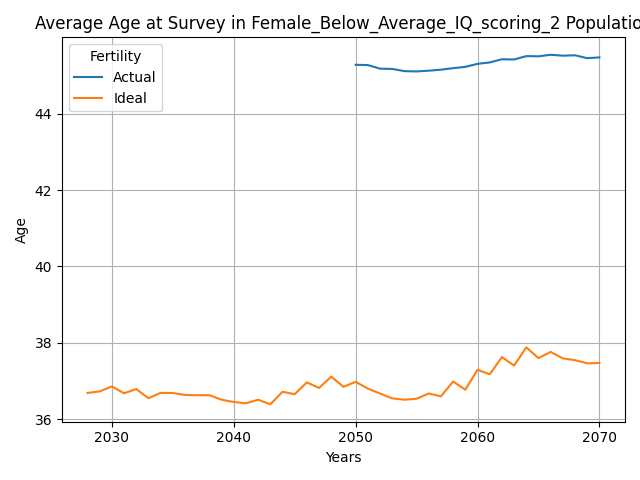 Average Age at Survey in Female_Below_Average_IQ_scoring_2 Populatio
Fertility
Actual
Ideal
44
42
40
38
36
Age
2030 2040 2050 2060 2070
Years